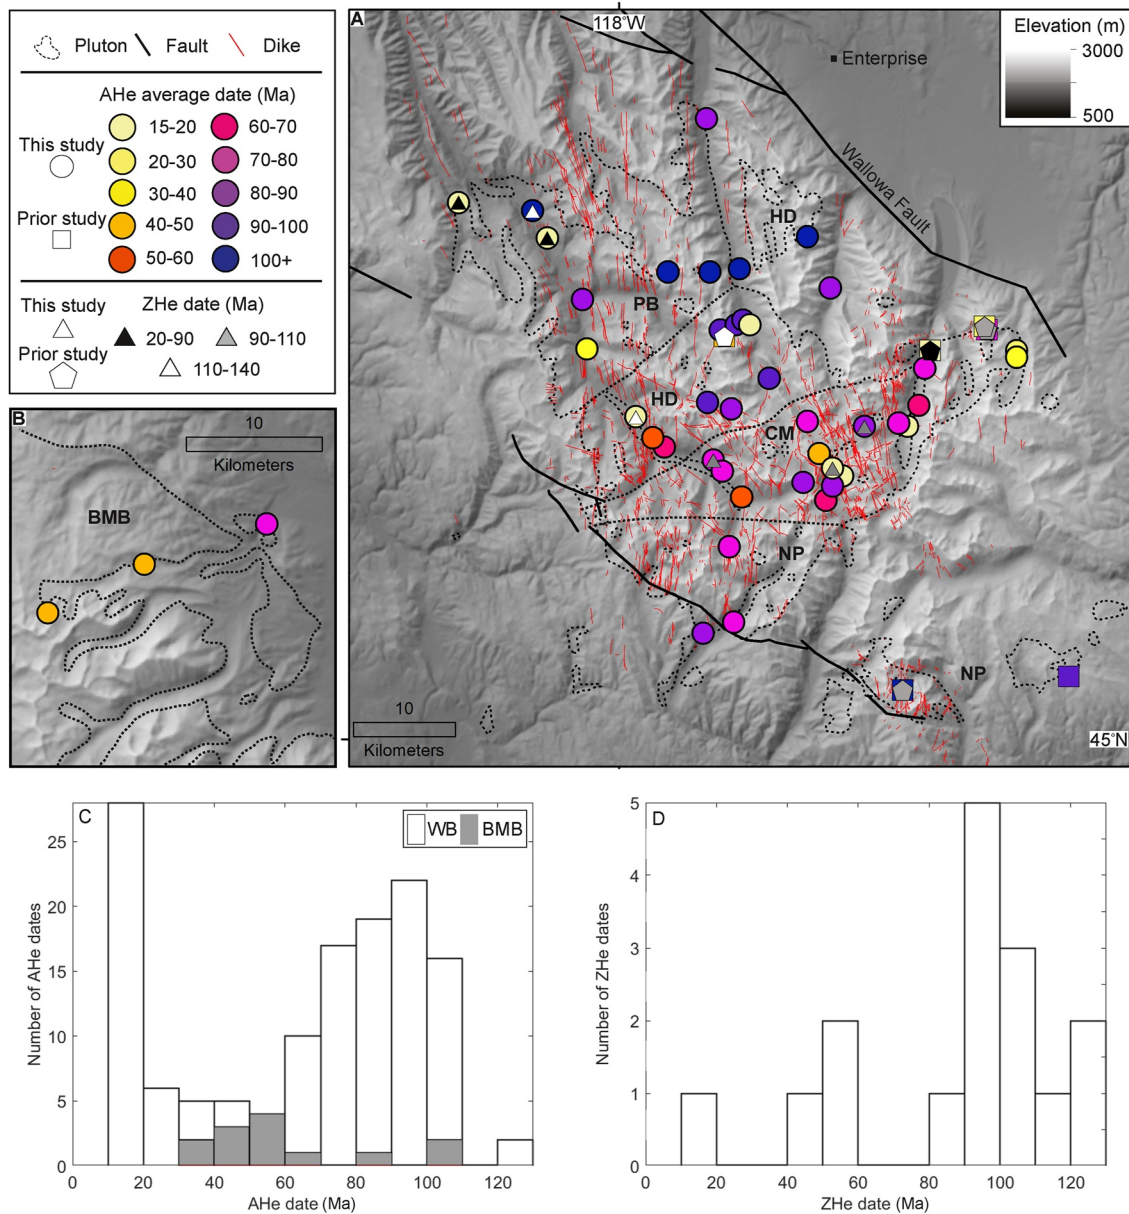 Pluton Fault Dike
AHe average date (Ma)
This study
15-20 60-70
20-30 70-80
30-40 80-90
Prior study
40-50 90-100
50-60 100+
This study
ZHe date (Ma)
Prior study
20-90 90-110
110-140
A
118°W
Enterprise
Elevation (m)
3000
500
Wallowa Fault
HD
PB
HD
CM
NP
NP
10
Kilometers
45°N
B
10
Kilometers
BMB
C
WB BMB
Number of AHe dates
25
20
15
10
5
0
0 20 40 60 80 100 120
AHe date (Ma)
D
Number of ZHe dates
5
4
3
2
1
0
0 20 40 60 80 100 120
ZHe date (Ma)